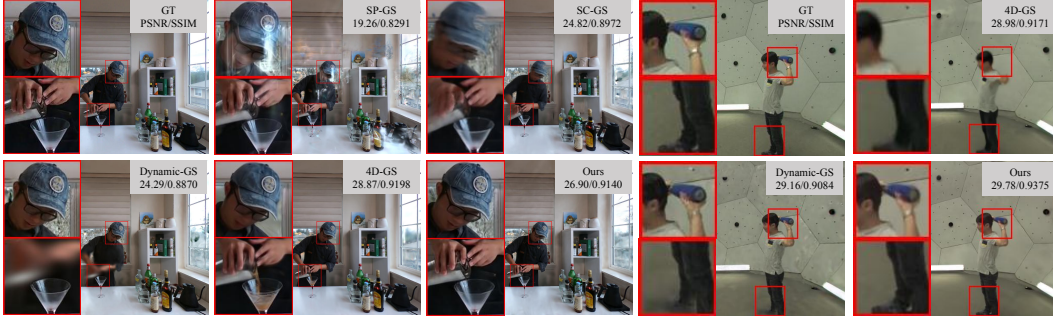 GT
PSNR/SSIM
SP-GS
19.26/0.8291
SC-GS
24.82/0.8972
GT
PSNR/SSIM
4D-GS
28.98/0.9171
Dynamic-GS
24.29/0.8870
4D-GS
28.87/0.9198
Ours
26.90/0.9140
Dynamic-GS
29.16/0.9084
Ours
29.78/0.9375